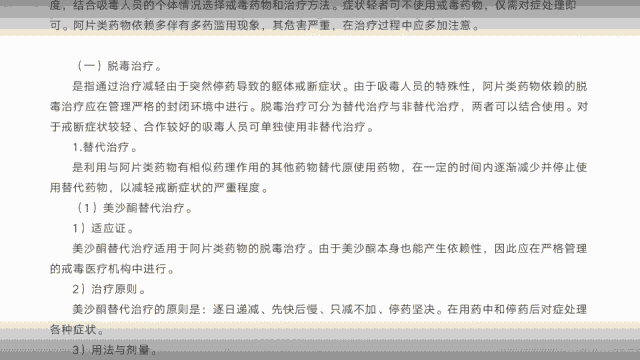 度，结合吸毒人员的个体情况选择戒毒药物和治疗方法。症状轻者可不使用戒毒药物，仅需对症处理即
可。阿片类药物依赖多伴有多药滥用现象，其危害严重，在治疗过程中应多加注意。
（一）脱毒治疗。
是指通过治疗减轻由于突然停药导致的躯体戒断症状。由于吸毒人员的特殊性，阿片类药物依赖的脱
毒治疗应在管理严格的封闭环境中进行。脱毒治疗可分为替代治疗与非替代治疗，两者可以结合使用。对
于戒断症状较轻、合作较好的吸毒人员可单独使用非替代治疗。
1.替代治疗。
是利用与阿片类药物有相似药理作用的其他药物替代原使用药物，在一定的时间内逐渐减少并停止使
用替代药物，以减轻戒断症状的严重程度。
（1）美沙酮替代治疗。
1）适应证。
美沙酮替代治疗适用于阿片类药物的脱毒治疗。由于美沙酮本身也能产生依赖性，因此应在严格管理
的戒毒医疗机构中进行。
2）治疗原则。
美沙酮替代治疗的原则是：逐日递减、先快后慢、只减不加、停药坚决。在用药中和停药后对症处理
各种症状。
3）用法与剂量。